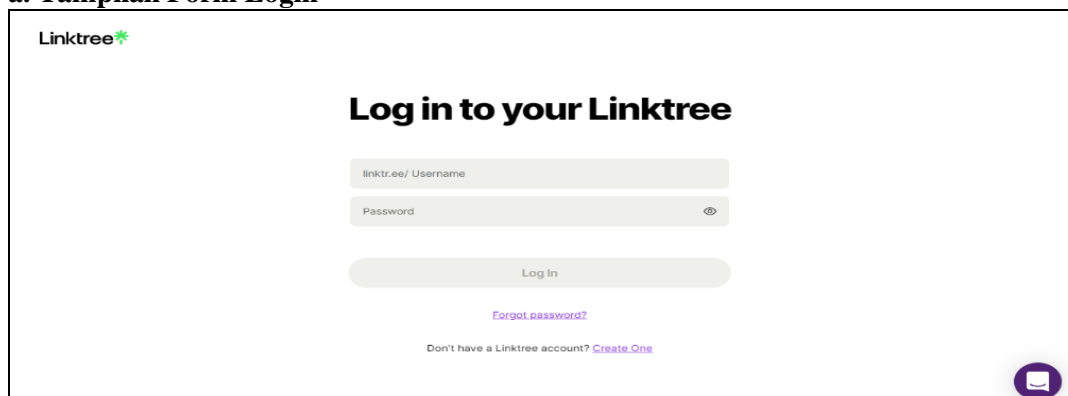 a. Tampilan Form Login
Linktree
Log in to your Linktree
linktr.ee/ Username
Password
Log In
Forgot password?
Don't have a Linktree account? Create One